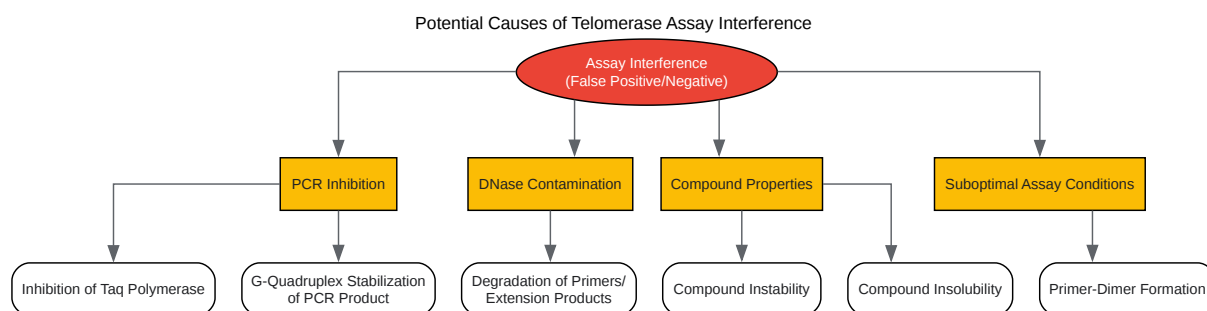 Potential Causes of Telomerase Assay Interference
Assay Interference
(False Positive/Negative)
PCR Inhibition
DNase Contamination
Compound Properties
Suboptimal Assay Conditions
Inhibition of Taq Polymerase
G-Quadruplex Stabilization
of PCR Product
Degradation of Primers/
Extension Products
Compound Instability
Compound Insolubility
Primer-Dimer Formation